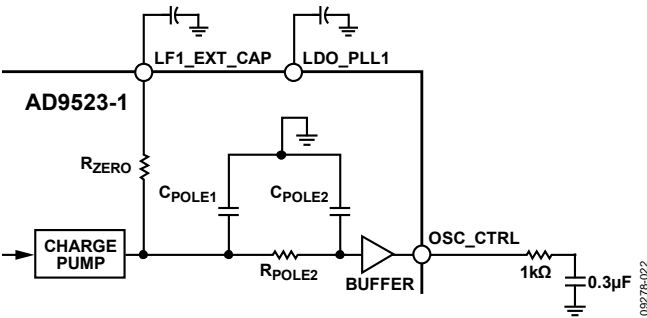 LF1_EXT_CAP
LDO_PLL1
AD9523-1
RZERO
CPOLE1
CPOLE2
CHARGE
PUMP
RPOLE2
BUFFER
OSC_CTRL
1kΩ
0.3µF
09278-022